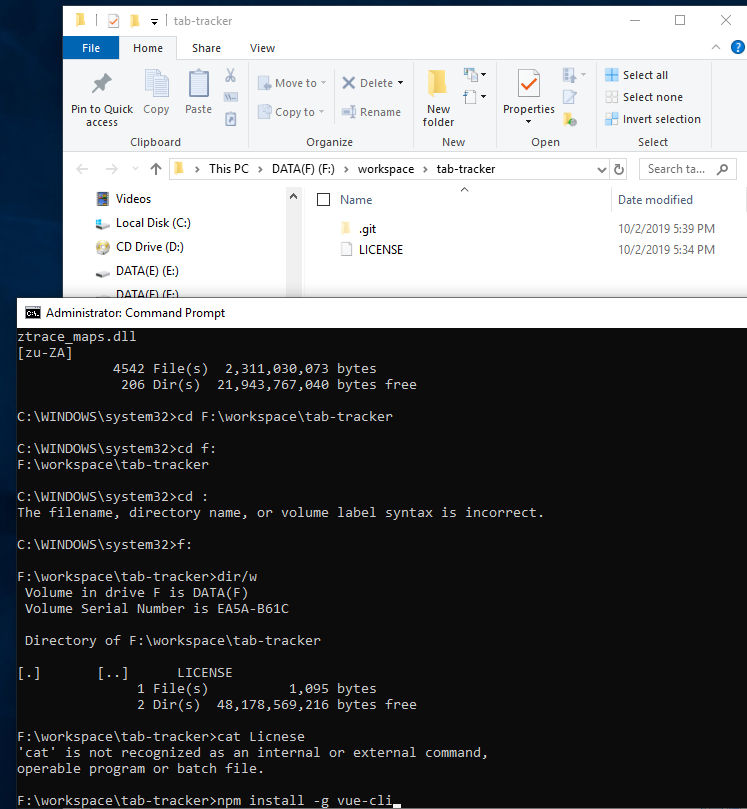 tab-tracker
File Home Share View
Pin to Quick access
Copy
Paste
Clipboard
Move to
Copy to
Delete
Rename
Organize
New folder
New
Properties
Open
Select all
Select none
Invert selection
Select
This PC DATA(F) (F:) workspace tab-tracker
Search ta...
Videos
Local Disk (C:)
CD Drive (D:)
DATA(E) (E:)
DATA(F) (F:)
Name Date modified
.git 10/2/2019 5:39 PM
LICENSE 10/2/2019 5:34 PM
Administrator: Command Prompt
ztrace_maps.dll
[zu-ZA]
4542 File(s) 2,311,030,073 bytes
206 Dir(s) 21,943,767,040 bytes free
C:\WINDOWS\system32>cd F:\workspace\tab-tracker
C:\WINDOWS\system32>cd f:
F:\workspace\tab-tracker
C:\WINDOWS\system32>cd :
The filename, directory name, or volume label syntax is incorrect.
C:\WINDOWS\system32>f:
F:\workspace\tab-tracker>dir/w
Volume in drive F is DATA(F)
Volume Serial Number is EA5A-B61C
Directory of F:\workspace\tab-tracker
[.] [..] LICENSE
1 File(s) 1,095 bytes
2 Dir(s) 48,178,569,216 bytes free
F:\workspace\tab-tracker>cat Licnese
'cat' is not recognized as an internal or external command,
operable program or batch file.
F:\workspace\tab-tracker>npm install -g vue-cli